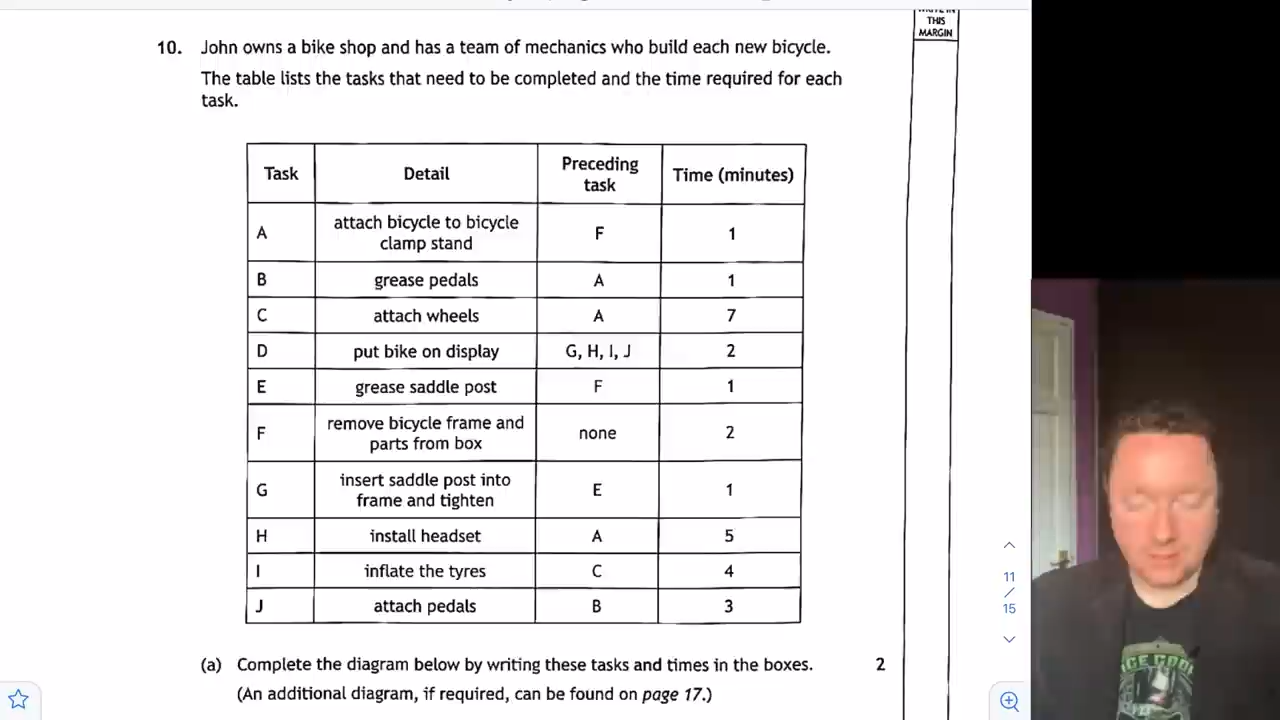 WRITE IN
THIS
MARGIN
10. John owns a bike shop and has a team of mechanics who build each new bicycle.
The table lists the tasks that need to be completed and the time required for each
task.
Task Detail Preceding task Time (minutes)
A attach bicycle to bicycle clamp stand F 1
B grease pedals A 1
C attach wheels A 7
D put bike on display G, H, I, J 2
E grease saddle post F 1
F remove bicycle frame and parts from box none 2
G insert saddle post into frame and tighten E 1
H install headset A 5
I inflate the tyres C 4
J attach pedals B 3
(a) Complete the diagram below by writing these tasks and times in the boxes. 2
(An additional diagram, if required, can be found on page 17.)
11
/
15